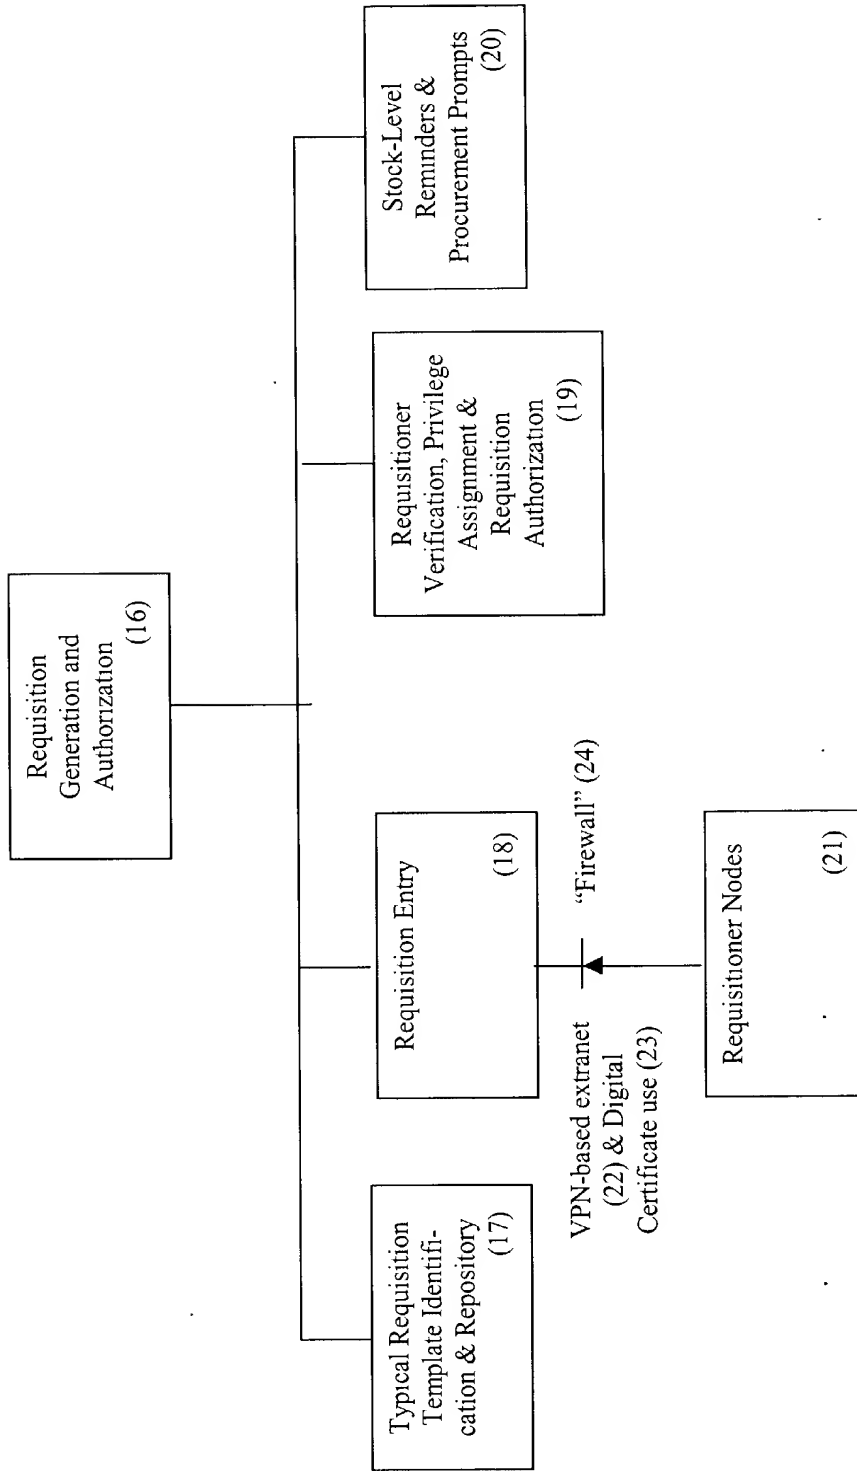 Requisition
Generation and
Authorization
(16)
Typical Requisition
Template Identifi-
cation & Repository
(17)
Requisition Entry
(18)
Requisitioner
Verification, Privilege
Assignment &
Requisition
Authorization
(19)
Stock-Level
Reminders &
Procurement Prompts
(20)
VPN-based extranet
(22) & Digital
Certificate use (23)
“Firewall” (24)
Requisitioner Nodes
(21)